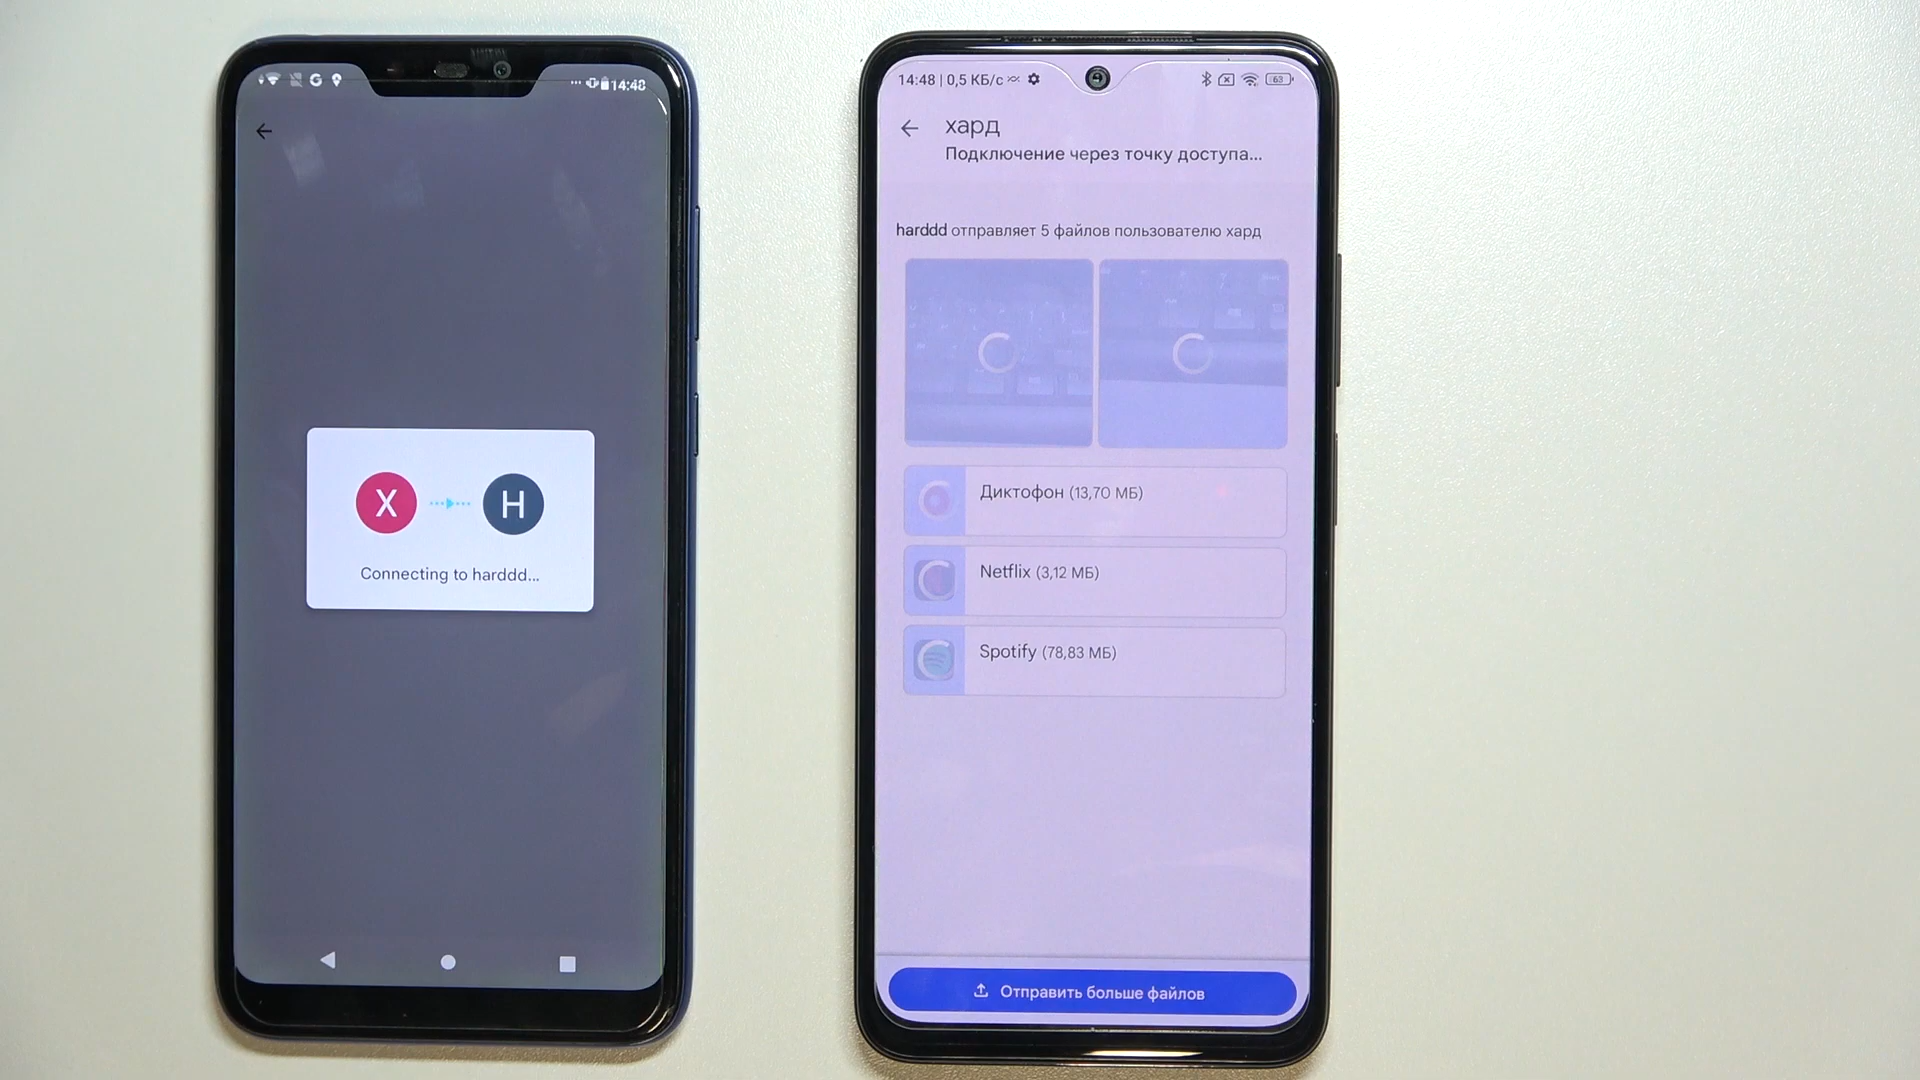 14:48
X
H
Connecting to harddd...
14:48 | 0,5 КБ/с
63
хард
Подключение через точку доступа...
harddd отправляет 5 файлов пользователю хард
Диктофон (13,70 МБ)
Netflix (3,12 МБ)
Spotify (78,83 МБ)
Отправить больше файлов